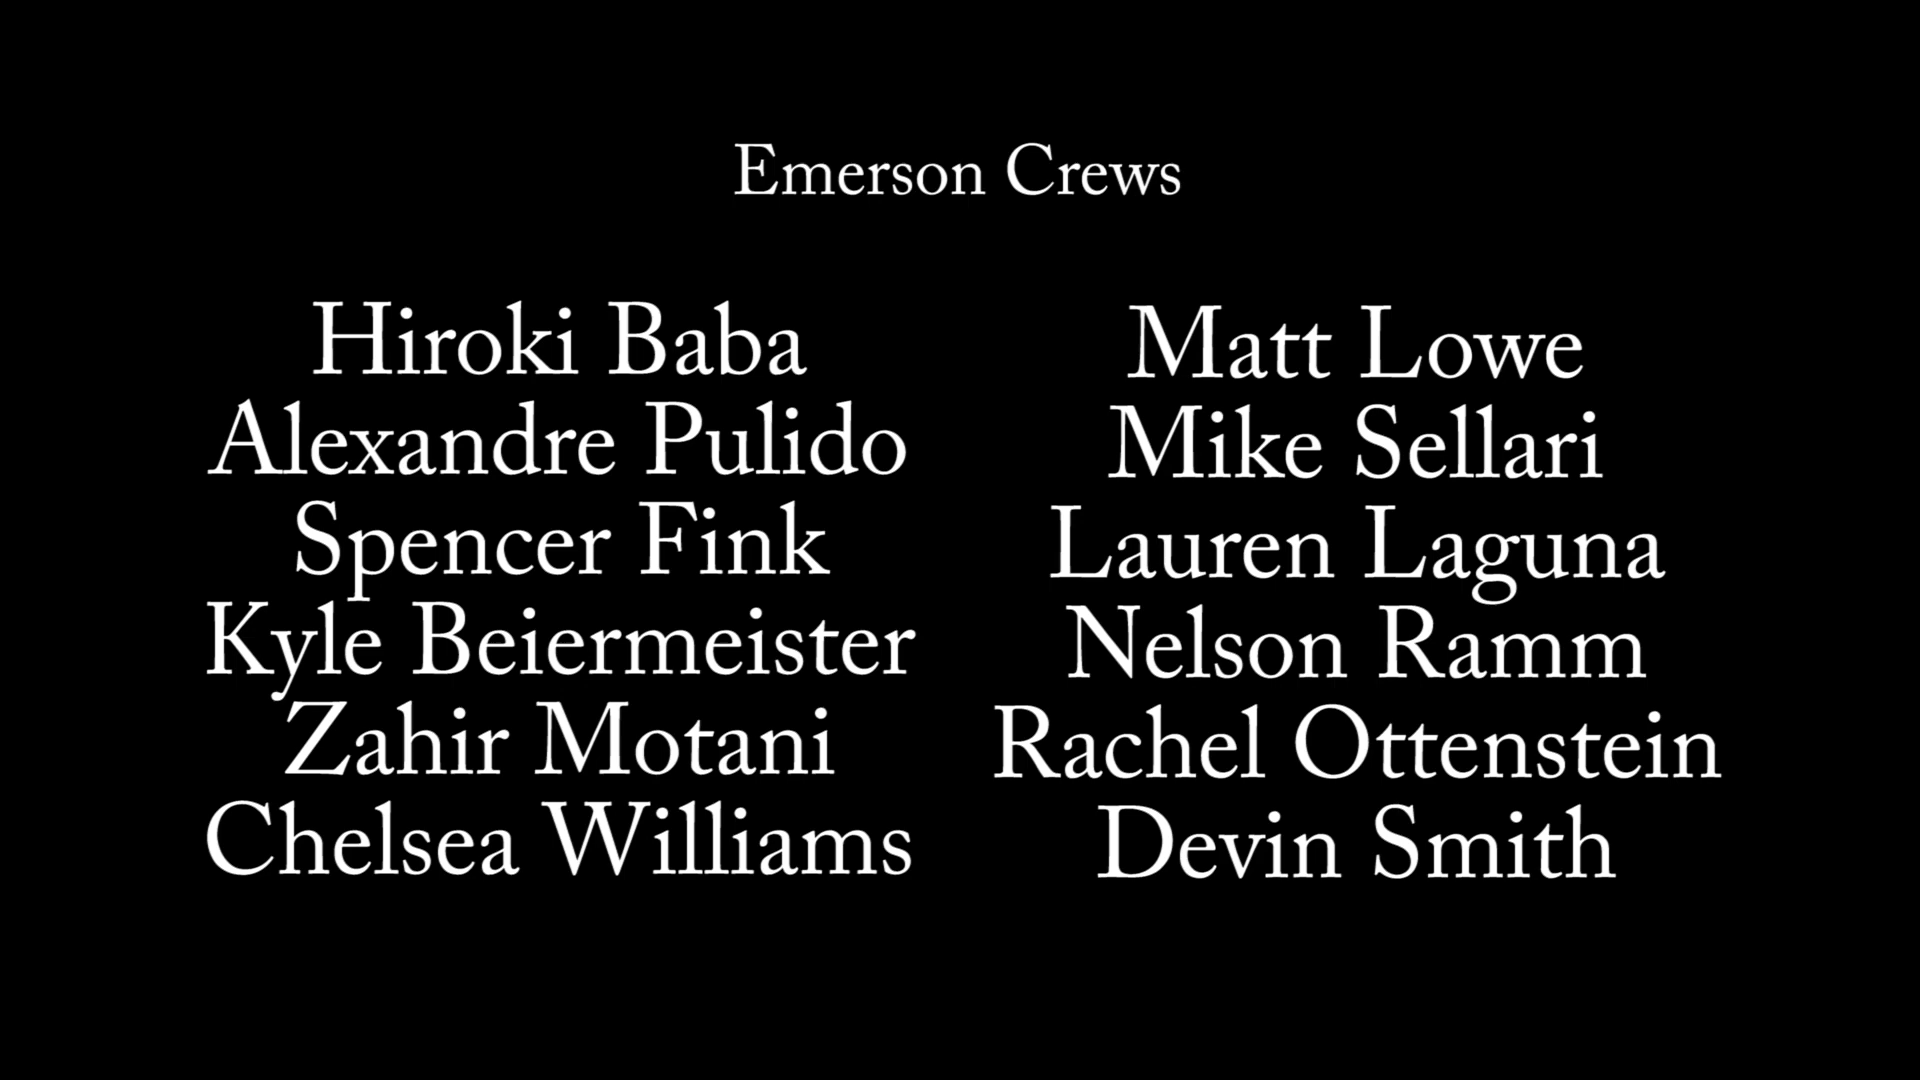 Emerson Crews
Hiroki Baba
Alexandre Pulido
Spencer Fink
Kyle Beiermeister
Zahir Motani
Chelsea Williams
Matt Lowe
Mike Sellari
Lauren Laguna
Nelson Ramm
Rachel Ottenstein
Devin Smith